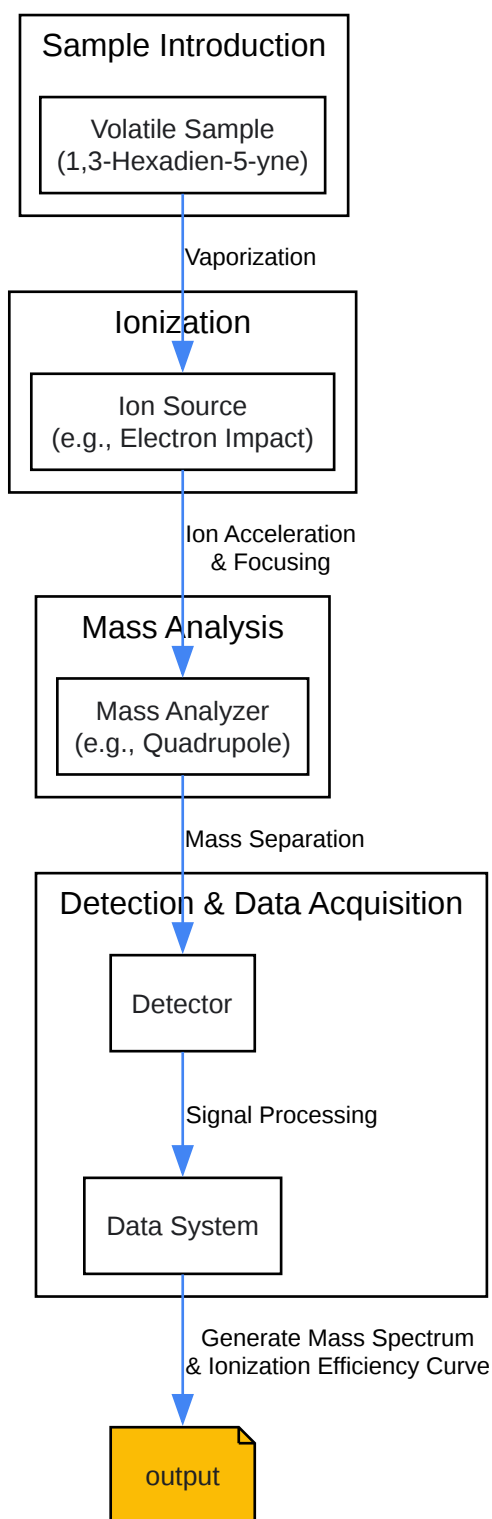 Sample Introduction
Volatile Sample
(1,3-Hexadien-5-yne)
Vaporization
Ionization
Ion Source
(e.g., Electron Impact)
Ion Acceleration
& Focusing
Mass Analysis
Mass Analyzer
(e.g., Quadrupole)
Mass Separation
Detection & Data Acquisition
Detector
Signal Processing
Data System
Generate Mass Spectrum
& Ionization Efficiency Curve
output